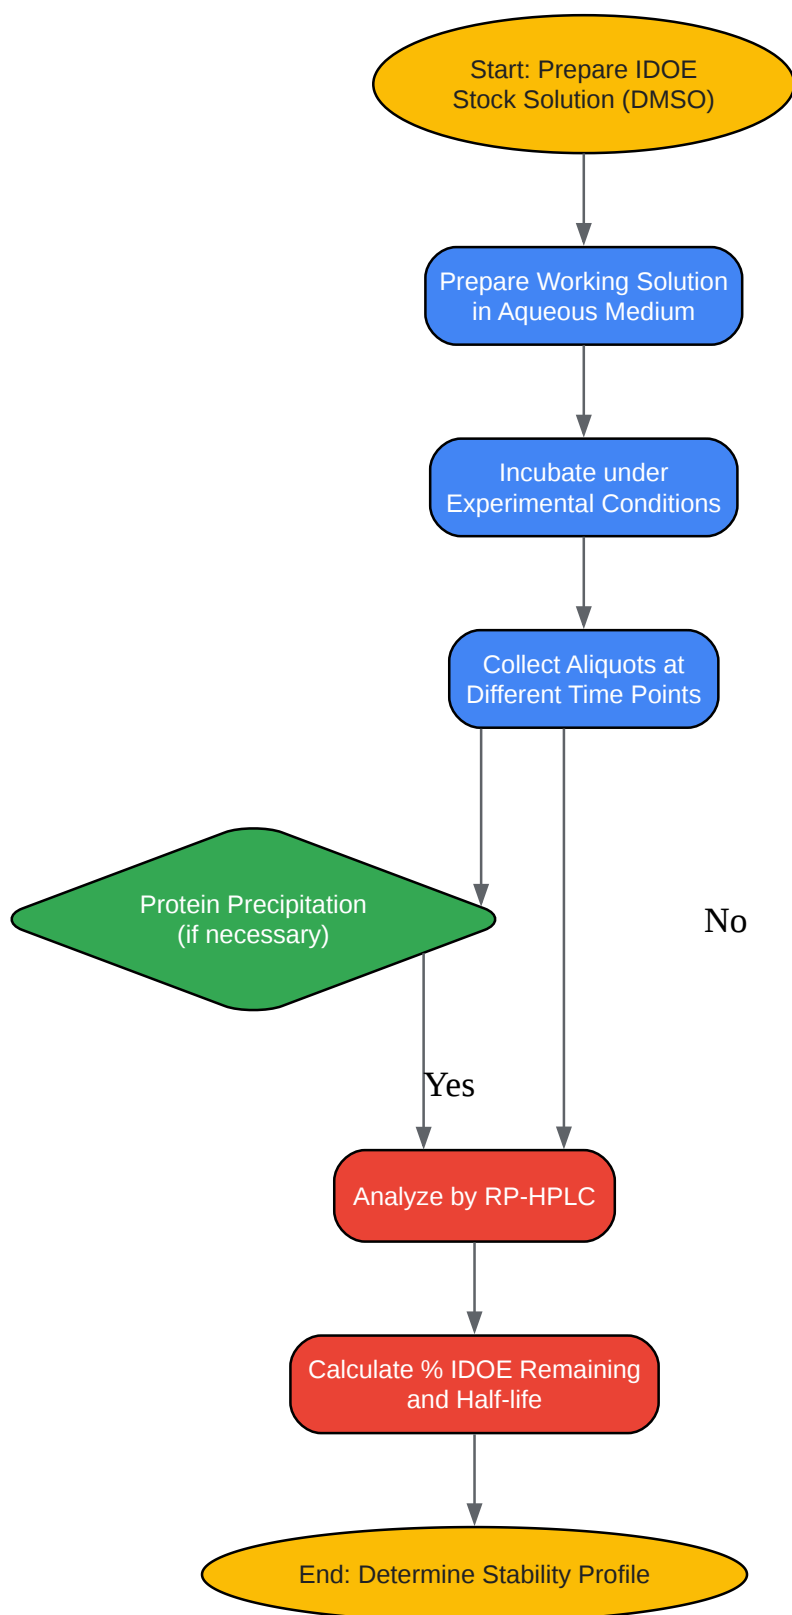 Start: Prepare IDOE
Stock Solution (DMSO)
Prepare Working Solution
in Aqueous Medium
Incubate under
Experimental Conditions
Collect Aliquots at
Different Time Points
Protein Precipitation
(if necessary)
No
Yes
Analyze by RP-HPLC
Calculate % IDOE Remaining
and Half-life
End: Determine Stability Profile